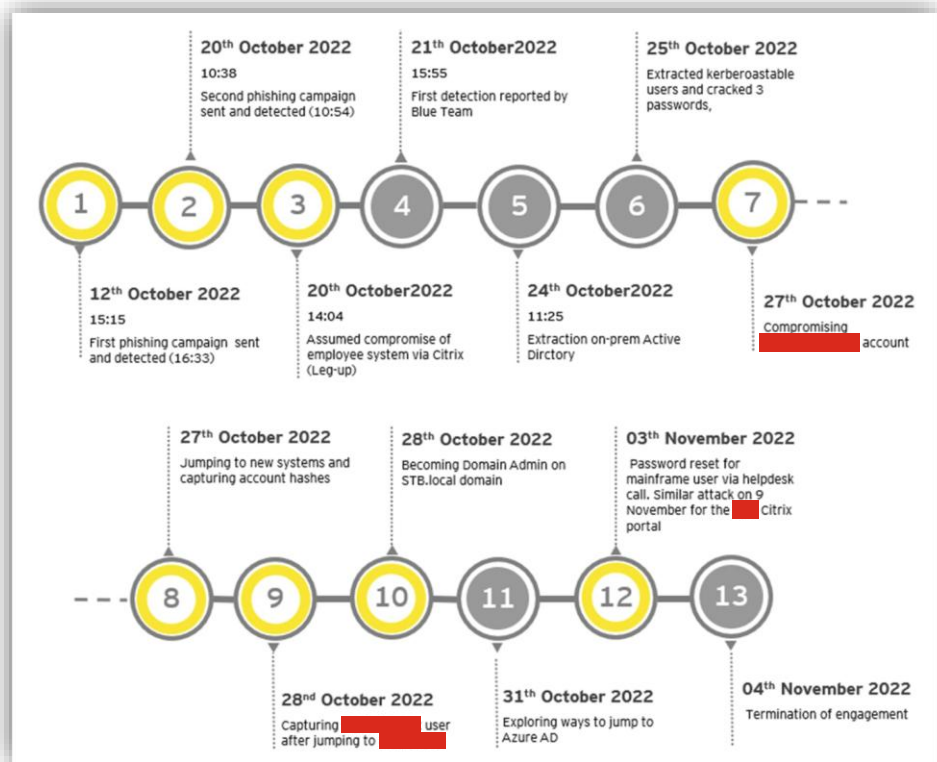 20th October 2022
10:38
Second phishing campaign
sent and detected (10:54)
21th October2022
15:55
First detection reported by
Blue Team
25th October 2022
Extracted kerberoastable
users and cracked 3
passwords,
1
2
3
4
5
6
7
12th October 2022
15:15
First phishing campaign sent
and detected (16:33)
20th October2022
14:04
Assumed compromise of
employee system via Citrix
(Leg-up)
24th October2022
11:25
Extraction on-prem Active
Dirctory
27th October 2022
Compromising
account
27th October 2022
Jumping to new systems and
capturing account hashes
28th October 2022
Becoming Domain Admin on
STB.local domain
03th November 2022
Password reset for
mainframe user via helpdesk
call. Similar attack on 9
November for the Citrix
portal
8
9
10
11
12
13
28nd October 2022
Capturing user
after jumping to
31th October 2022
Exploring ways to jump to
Azure AD
04th November 2022
Termination of engagement